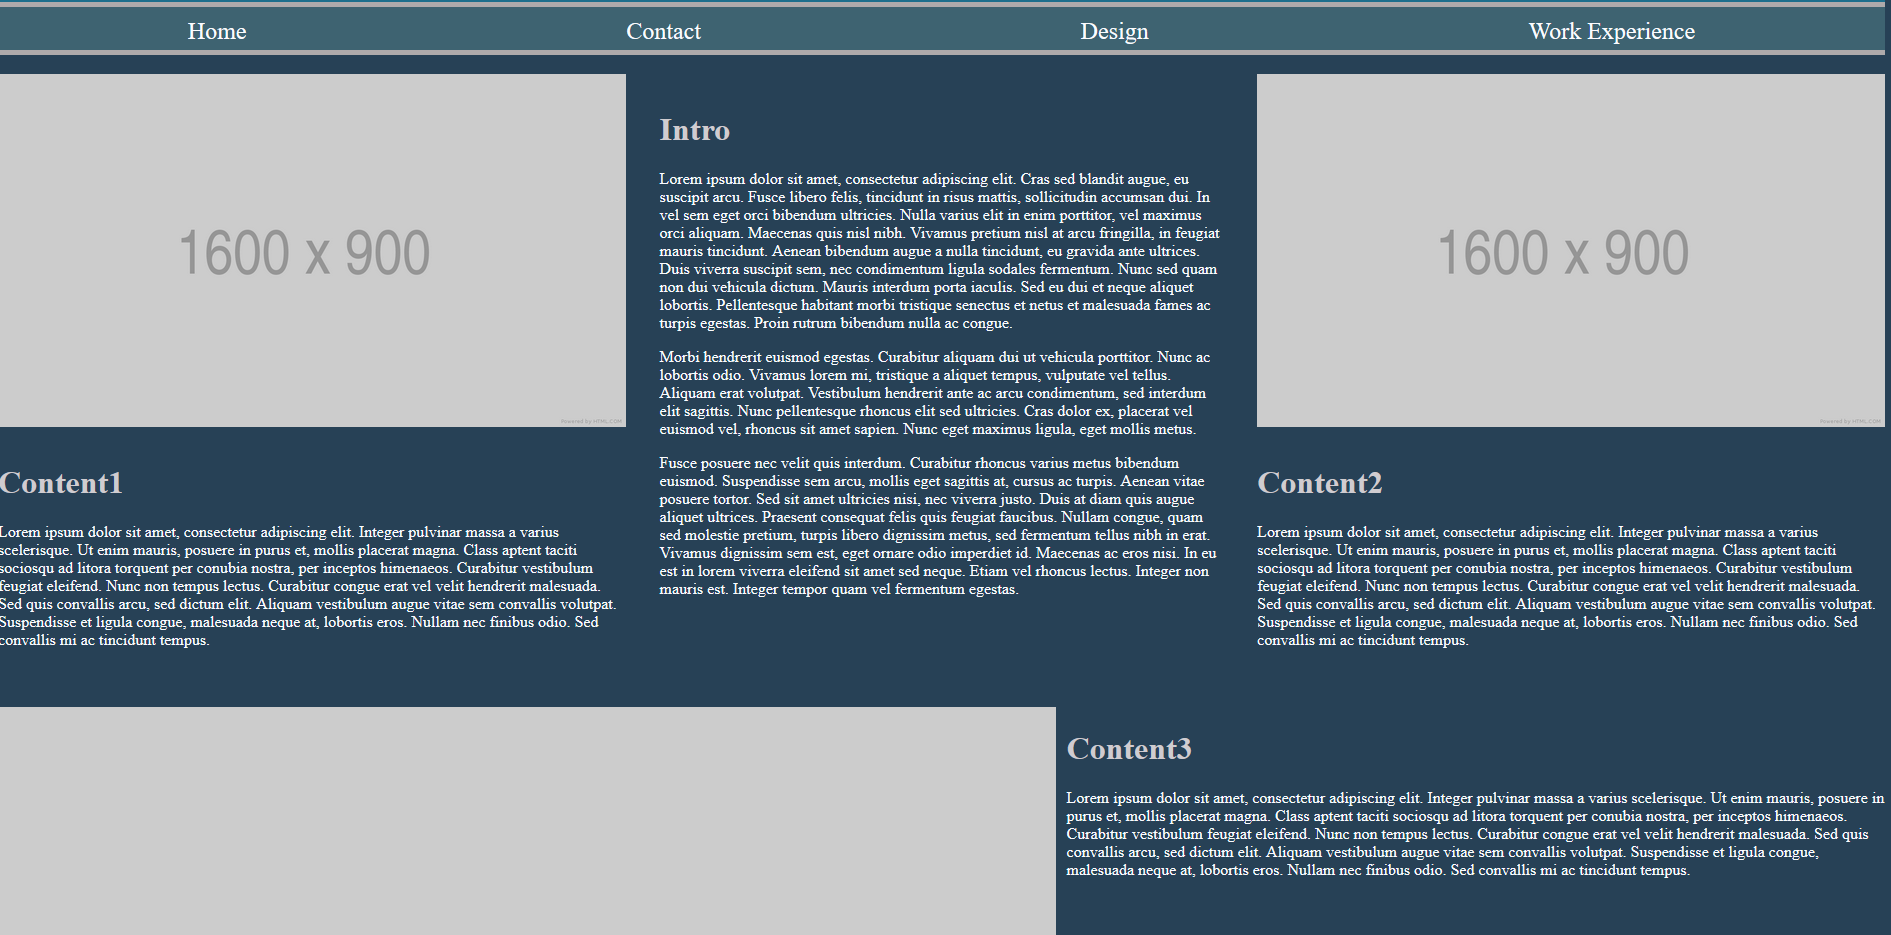 Home
Contact
Design
Work Experience
1600 x 900
Powered by HTML.COM
Content1
Lorem ipsum dolor sit amet, consectetur adipiscing elit. Integer pulvinar massa a varius
scelerisque. Ut enim mauris, posuere in purus et, mollis placerat magna. Class aptent taciti
sociosqu ad litora torquent per conubia nostra, per inceptos himenaeos. Curabitur vestibulum
feugiat eleifend. Nunc non tempus lectus. Curabitur congue erat vel velit hendrerit malesuada.
Sed quis convallis arcu, sed dictum elit. Aliquam vestibulum augue vitae sem convallis volutpat.
Suspendisse et ligula congue, malesuada neque at, lobortis eros. Nullam nec finibus odio. Sed
convallis mi ac tincidunt tempus.
Intro
Lorem ipsum dolor sit amet, consectetur adipiscing elit. Cras sed blandit augue, eu
suscipit arcu. Fusce libero felis, tincidunt in risus mattis, sollicitudin accumsan dui. In
vel sem eget orci bibendum ultricies. Nulla varius elit in enim porttitor, vel maximus
orci aliquam. Maecenas quis nisl nibh. Vivamus pretium nisl at arcu fringilla, in feugiat
mauris tincidunt. Aenean bibendum augue a nulla tincidunt, eu gravida ante ultrices.
Duis viverra suscipit sem, nec condimentum ligula sodales fermentum. Nunc sed quam
non dui vehicula dictum. Mauris interdum porta iaculis. Sed eu dui et neque aliquet
lobortis. Pellentesque habitant morbi tristique senectus et netus et malesuada fames ac
turpis egestas. Proin rutrum bibendum nulla ac congue.
Morbi hendrerit euismod egestas. Curabitur aliquam dui ut vehicula porttitor. Nunc ac
lobortis odio. Vivamus lorem mi, tristique a aliquet tempus, vulputate vel tellus.
Aliquam erat volutpat. Vestibulum hendrerit ante ac arcu condimentum, sed interdum
elit sagittis. Nunc pellentesque rhoncus elit sed ultricies. Cras dolor ex, placerat vel
euismod vel, rhoncus sit amet sapien. Nunc eget maximus ligula, eget mollis metus.
Fusce posuere nec velit quis interdum. Curabitur rhoncus varius metus bibendum
euismod. Suspendisse sem arcu, mollis eget sagittis at, cursus ac turpis. Aenean vitae
posuere tortor. Sed sit amet ultricies nisi, nec viverra justo. Duis at diam quis augue
aliquet ultrices. Praesent consequat felis quis feugiat faucibus. Nullam congue, quam
sed molestie pretium, turpis libero dignissim metus, sed fermentum tellus nibh in erat.
Vivamus dignissim sem est, eget ornare odio imperdiet id. Maecenas ac eros nisi. In eu
est in lorem viverra eleifend sit amet sed neque. Etiam vel rhoncus lectus. Integer non
mauris est. Integer tempor quam vel fermentum egestas.
1600 x 900
Powered by HTML.COM
Content2
Lorem ipsum dolor sit amet, consectetur adipiscing elit. Integer pulvinar massa a varius
scelerisque. Ut enim mauris, posuere in purus et, mollis placerat magna. Class aptent taciti
sociosqu ad litora torquent per conubia nostra, per inceptos himenaeos. Curabitur vestibulum
feugiat eleifend. Nunc non tempus lectus. Curabitur congue erat vel velit hendrerit malesuada.
Sed quis convallis arcu, sed dictum elit. Aliquam vestibulum augue vitae sem convallis volutpat.
Suspendisse et ligula congue, malesuada neque at, lobortis eros. Nullam nec finibus odio. Sed
convallis mi ac tincidunt tempus.
Content3
Lorem ipsum dolor sit amet, consectetur adipiscing elit. Integer pulvinar massa a varius scelerisque. Ut enim mauris, posuere in
purus et, mollis placerat magna. Class aptent taciti sociosqu ad litora torquent per conubia nostra, per inceptos himenaeos.
Curabitur vestibulum feugiat eleifend. Nunc non tempus lectus. Curabitur congue erat vel velit hendrerit malesuada. Sed quis
convallis arcu, sed dictum elit. Aliquam vestibulum augue vitae sem convallis volutpat. Suspendisse et ligula congue,
malesuada neque at, lobortis eros. Nullam nec finibus odio. Sed convallis mi ac tincidunt tempus.